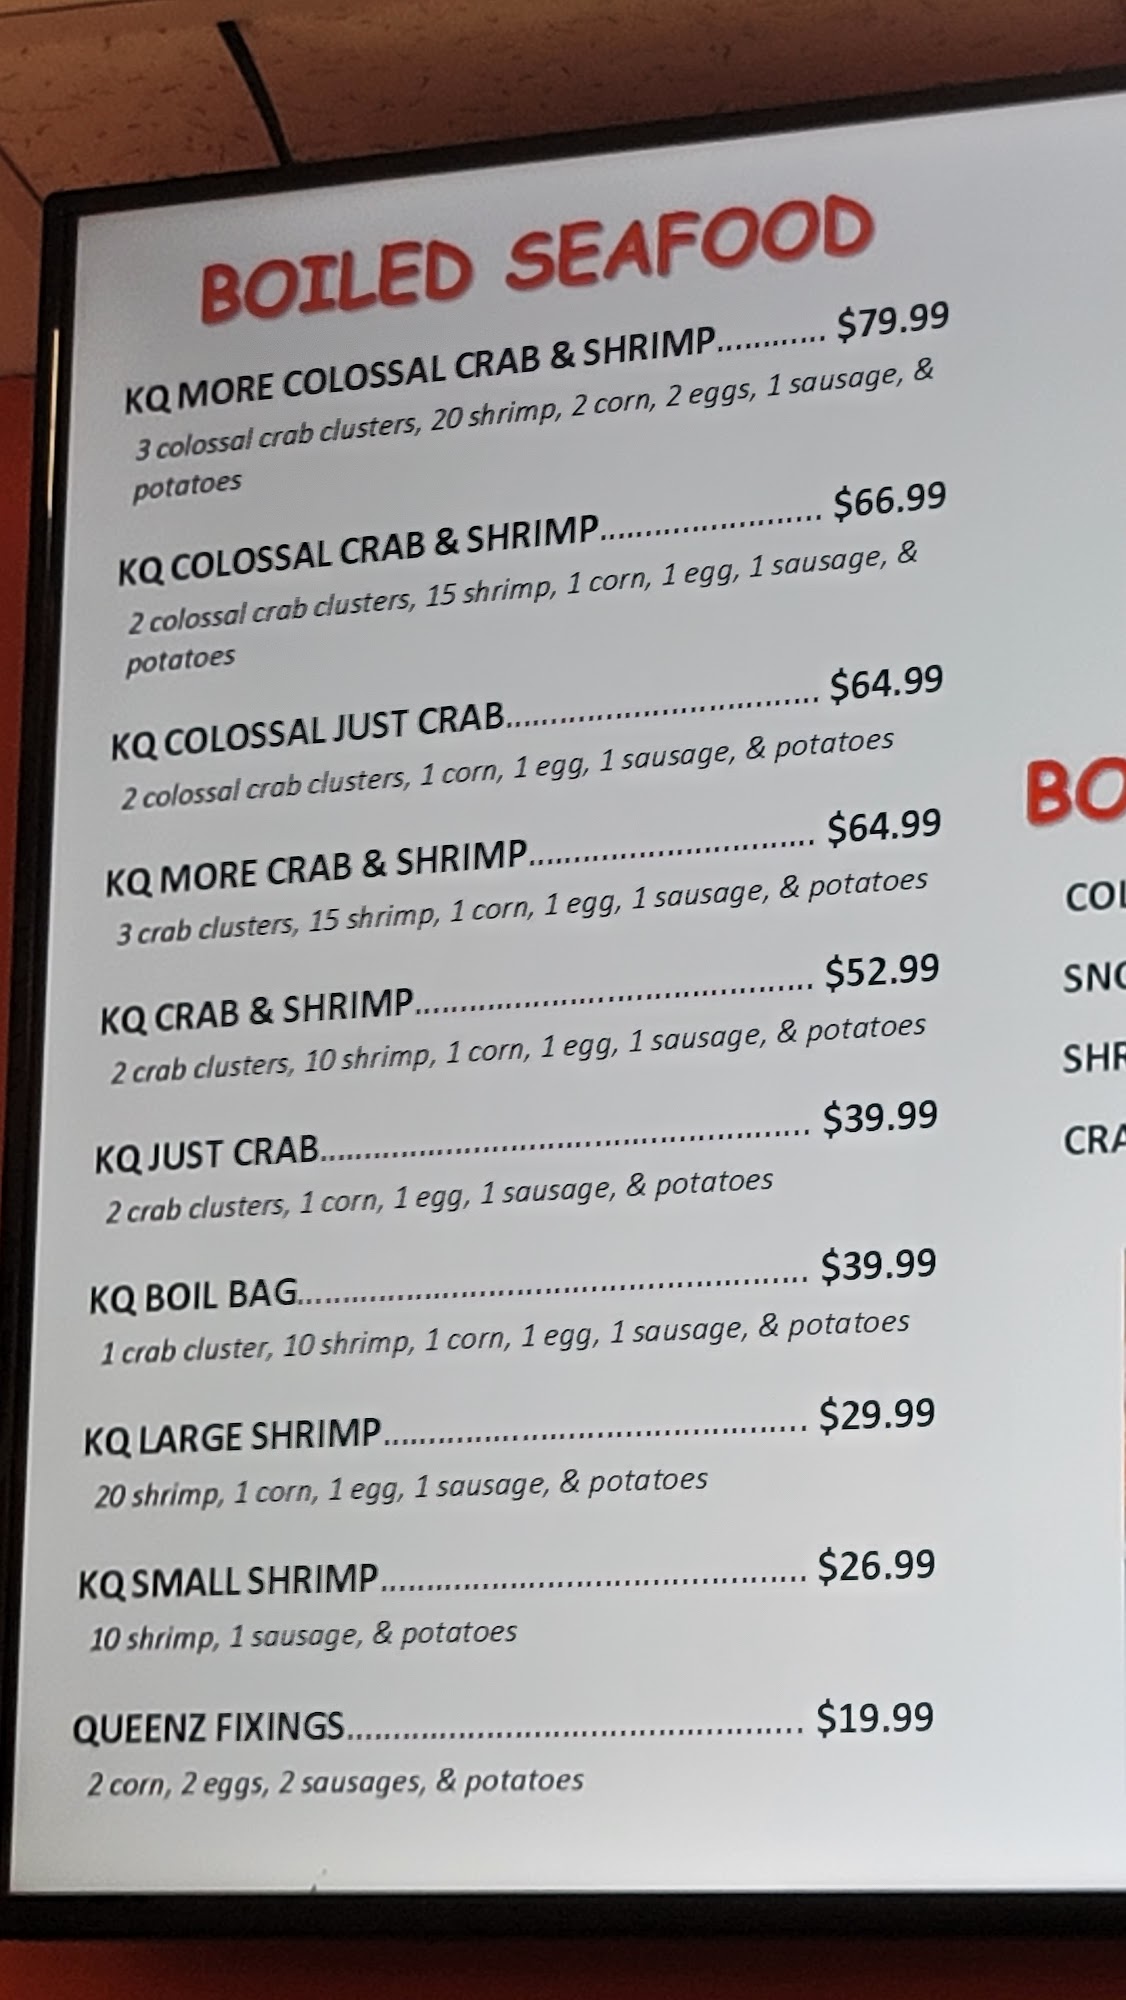 BOILED SEAFOOD
KQ MORE COLOSSAL CRAB & SHRIMP............ $79.99
3 colossal crab clusters, 20 shrimp, 2 corn, 2 eggs, 1 sausage, &
potatoes
KQ COLOSSAL CRAB & SHRIMP........................ $66.99
2 colossal crab clusters, 15 shrimp, 1 corn, 1 egg, 1 sausage, &
potatoes
KQ COLOSSAL JUST CRAB.................................. $64.99
2 colossal crab clusters, 1 corn, 1 egg, 1 sausage, & potatoes
KQ MORE CRAB & SHRIMP............................... $64.99
3 crab clusters, 15 shrimp, 1 corn, 1 egg, 1 sausage, & potatoes
KQ CRAB & SHRIMP........................................... $52.99
2 crab clusters, 10 shrimp, 1 corn, 1 egg, 1 sausage, & potatoes
KQ JUST CRAB..................................................... $39.99
2 crab clusters, 1 corn, 1 egg, 1 sausage, & potatoes
KQ BOIL BAG....................................................... $39.99
1 crab cluster, 10 shrimp, 1 corn, 1 egg, 1 sausage, & potatoes
KQ LARGE SHRIMP.............................................. $29.99
20 shrimp, 1 corn, 1 egg, 1 sausage, & potatoes
KQ SMALL SHRIMP.............................................. $26.99
10 shrimp, 1 sausage, & potatoes
QUEENZ FIXINGS................................................. $19.99
2 corn, 2 eggs, 2 sausages, & potatoes
BO
COL
SNO
SHR
CRA